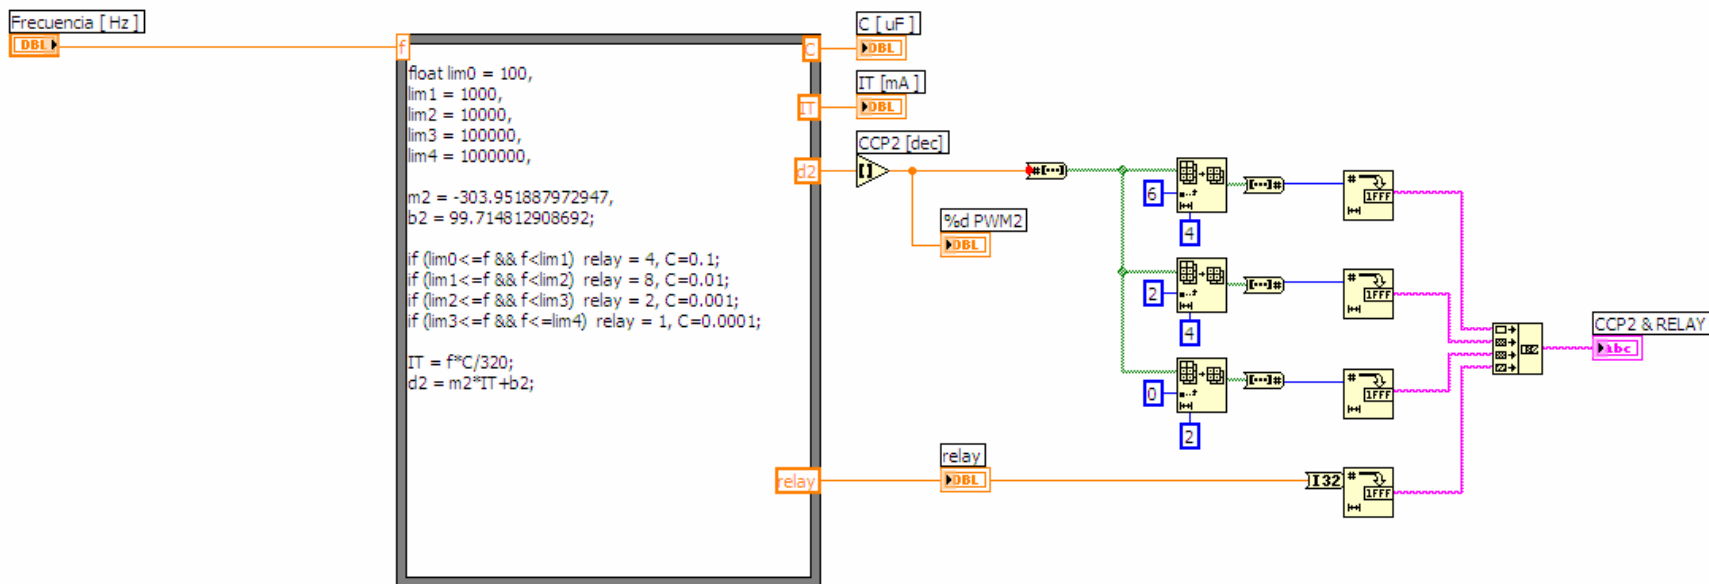 Frecuencia [ Hz ]
DBL
f
float lim0 = 100,
lim1 = 1000,
lim2 = 10000,
lim3 = 100000,
lim4 = 1000000,
m2 = -303.951887972947,
b2 = 99.714812908692;
if (lim0<=f && f<lim1) relay = 4, C=0.1;
if (lim1<=f && f<lim2) relay = 8, C=0.01;
if (lim2<=f && f<lim3) relay = 2, C=0.001;
if (lim3<=f && f<=lim4) relay = 1, C=0.0001;
IT = f*C/320;
d2 = m2*IT+b2;
C
IT
d2
relay
C [ uF ]
DBL
IT [mA ]
DBL
CCP2 [dec]
[ ]
%d PWM2
DBL
relay
DBL
#[...]
6
4
[...]#
#
1FFF
2
4
[...]#
#
1FFF
0
2
[...]#
#
1FFF
I32
#
1FFF
CCP2 & RELAY
abc